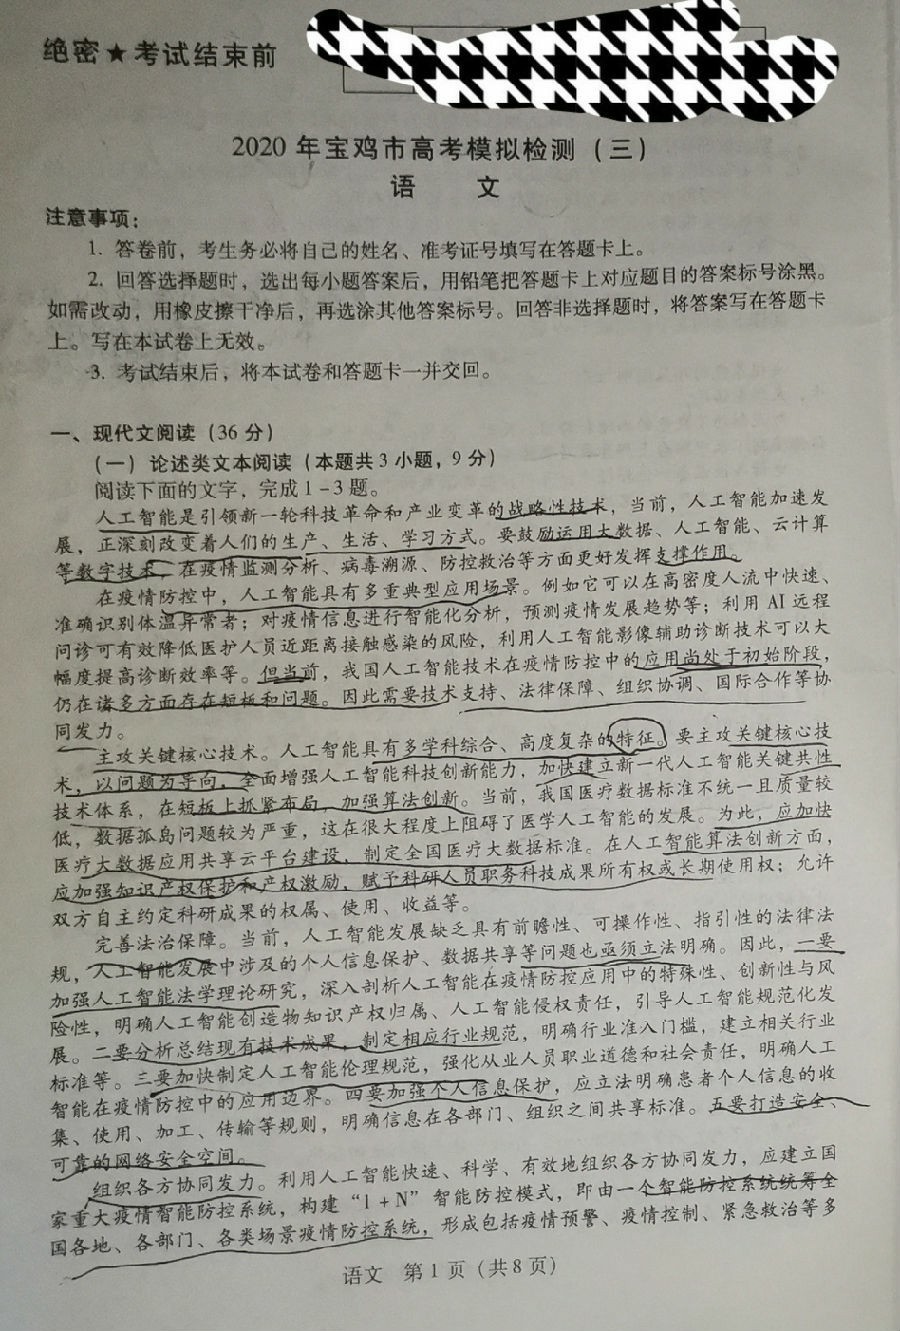 绝密★考试结束前
2020 年宝鸡市高考模拟检测（三）
语 文
注意事项：
1. 答卷前，考生务必将自己的姓名、准考证号填写在答题卡上。
2. 回答选择题时，选出每小题答案后，用铅笔把答题卡上对应题目的答案标号涂黑。
如需改动，用橡皮擦干净后，再选涂其他答案标号。回答非选择题时，将答案写在答题卡
上。写在本试卷上无效。
3. 考试结束后，将本试卷和答题卡一并交回。
一、现代文阅读（36 分）
（一）论述类文本阅读（本题共 3 小题，9 分）
阅读下面的文字，完成 1－3 题。
人工智能是引领新一轮科技革命和产业变革的战略性技术，当前，人工智能加速发
展，正深刻改变着人们的生产、生活、学习方式。要鼓励运用大数据、人工智能、云计算
等数字技术，在疫情监测分析、病毒溯源、防控救治等方面更好发挥支撑作用。
在疫情防控中，人工智能具有多重典型应用场景。例如它可以在高密度人流中快速、
准确识别体温异常者；对疫情信息进行智能化分析，预测疫情发展趋势等；利用 AI 远程
问诊可有效降低医护人员近距离接触感染的风险，利用人工智能影像辅助诊断技术可以大
幅度提高诊断效率等。但当前，我国人工智能技术在疫情防控中的应用尚处于初始阶段，
仍在诸多方面存在短板和问题。因此需要技术支持、法律保障、组织协调、国际合作等协
同发力。
主攻关键核心技术。人工智能具有多学科综合、高度复杂的特征。要主攻关键核心技
术，以问题为导向，全面增强人工智能科技创新能力，加快建立新一代人工智能关键共性
技术体系，在短板上抓紧布局，加强算法创新。当前，我国医疗数据标准不统一且质量较
低，数据孤岛问题较为严重，这在很大程度上阻碍了医学人工智能的发展。为此，应加快
医疗大数据应用共享云平台建设，制定全国医疗大数据标准。在人工智能算法创新方面，
应加强知识产权保护和产权激励，赋予科研人员职务科技成果所有权或长期使用权；允许
双方自主约定科研成果的权属、使用、收益等。
完善法治保障。当前，人工智能发展缺乏具有前瞻性、可操作性、指引性的法律法
规，人工智能发展中涉及的个人信息保护、数据共享等问题也亟须立法明确。因此，一要
加强人工智能法学理论研究，深入剖析人工智能在疫情防控应用中的特殊性、创新性与风
险性，明确人工智能创造物知识产权归属、人工智能侵权责任，引导人工智能规范化发
展。二要分析总结现有技术成果，制定相应行业规范，明确行业准入门槛，建立相关行业
标准等。三要加快制定人工智能伦理规范，强化从业人员职业道德和社会责任，明确人工
智能在疫情防控中的应用边界。四要加强个人信息保护，应立法明确患者个人信息的收
集、使用、加工、传输等规则，明确信息在各部门、组织之间共享标准。五要打造安全、
可靠的网络安全空间。
组织各方协同发力。利用人工智能快速、科学、有效地组织各方协同发力，应建立国
家重大疫情智能防控系统，构建“1＋N”智能防控模式，即由一个智能防控系统统筹全
国各地、各部门、各类场景疫情防控系统，形成包括疫情预警、疫情控制、紧急救治等多
语文 第 1 页（共 8 页）